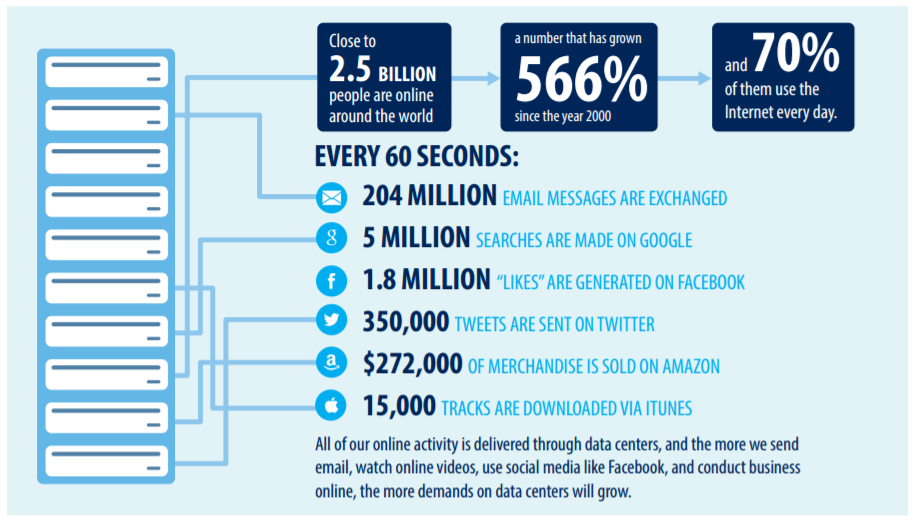 Close to
2.5 BILLION
people are online
around the world
a number that has grown
566%
since the year 2000
and 70%
of them use the
Internet every day.
EVERY 60 SECONDS:
204 MILLION EMAIL MESSAGES ARE EXCHANGED
8 5 MILLION SEARCHES ARE MADE ON GOOGLE
f 1.8 MILLION “LIKES” ARE GENERATED ON FACEBOOK
350,000 TWEETS ARE SENT ON TWITTER
a $272,000 OF MERCHANDISE IS SOLD ON AMAZON
15,000 TRACKS ARE DOWNLOADED VIA ITUNES
All of our online activity is delivered through data centers, and the more we send
email, watch online videos, use social media like Facebook, and conduct business
online, the more demands on data centers will grow.